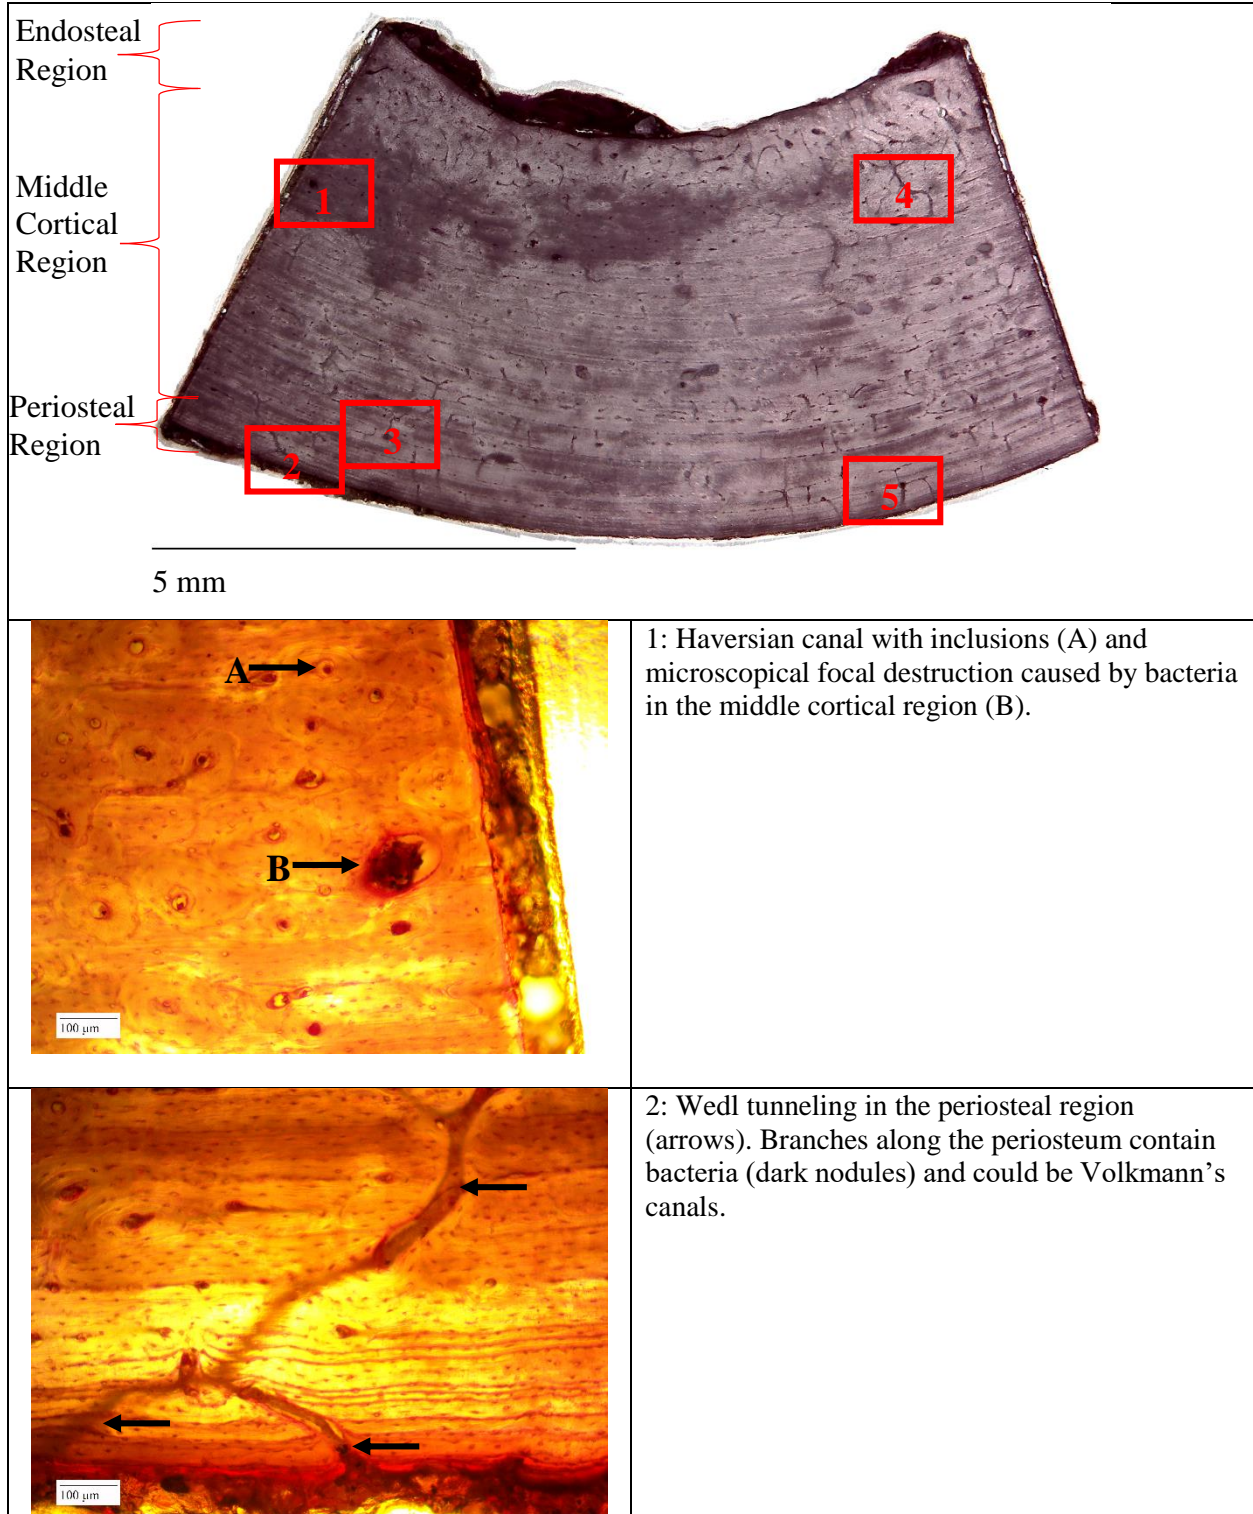 Endosteal
Region
Middle
Cortical
Region
Periosteal
Region
1
4
3
2
5
5 mm
A
B
100 µm
1: Haversian canal with inclusions (A) and
microscopical focal destruction caused by bacteria
in the middle cortical region (B).
100 µm
2: Wedl tunneling in the periosteal region
(arrows). Branches along the periosteum contain
bacteria (dark nodules) and could be Volkmann’s
canals.